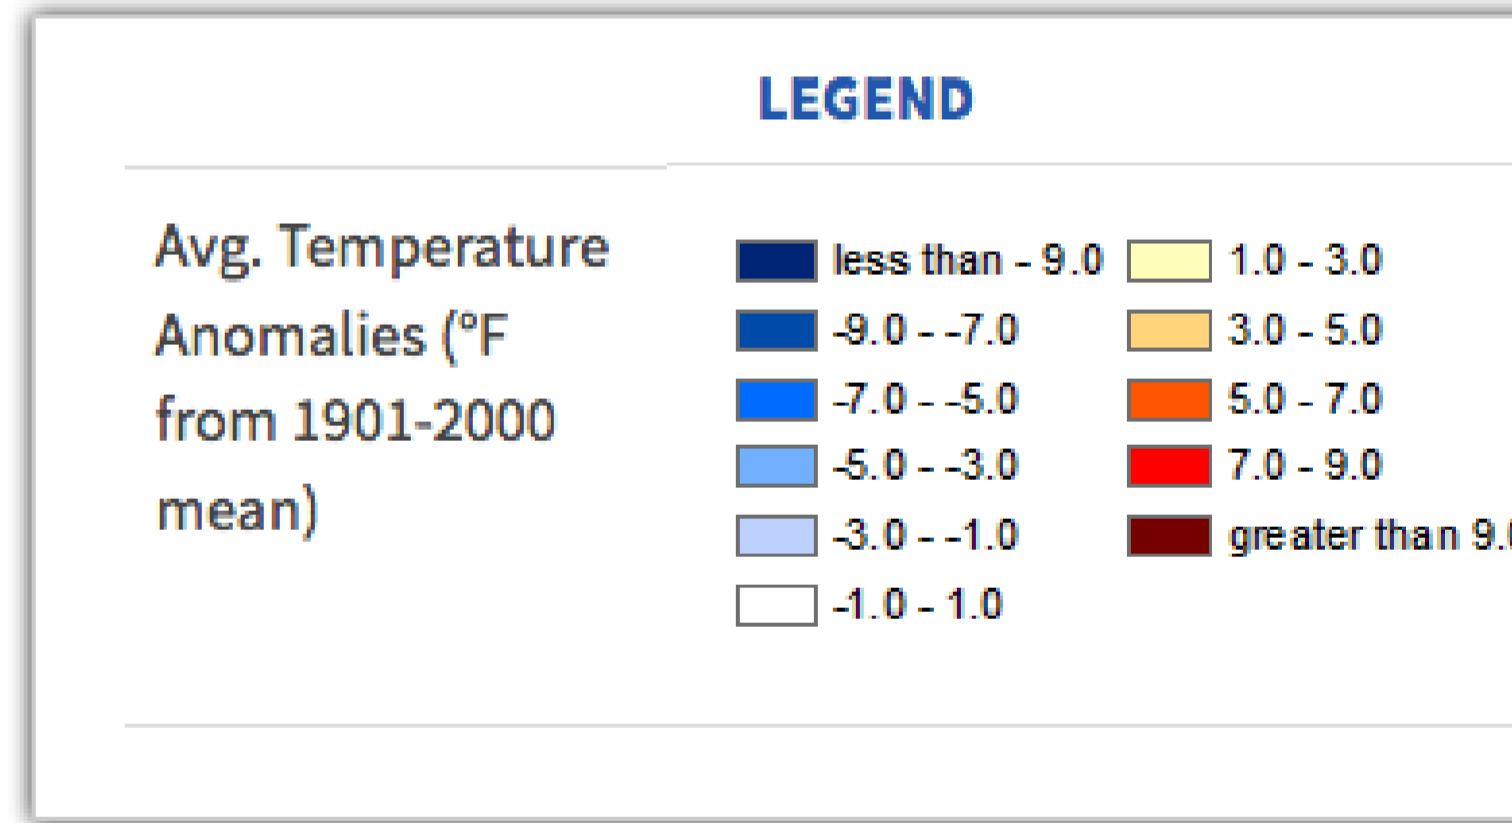 LEGEND
Avg. Temperature
Anomalies (°F
from 1901-2000
mean)
less than - 9.0
-9.0 - -7.0
-7.0 - -5.0
-5.0 - -3.0
-3.0 - -1.0
-1.0 - 1.0
1.0 - 3.0
3.0 - 5.0
5.0 - 7.0
7.0 - 9.0
greater than 9.0